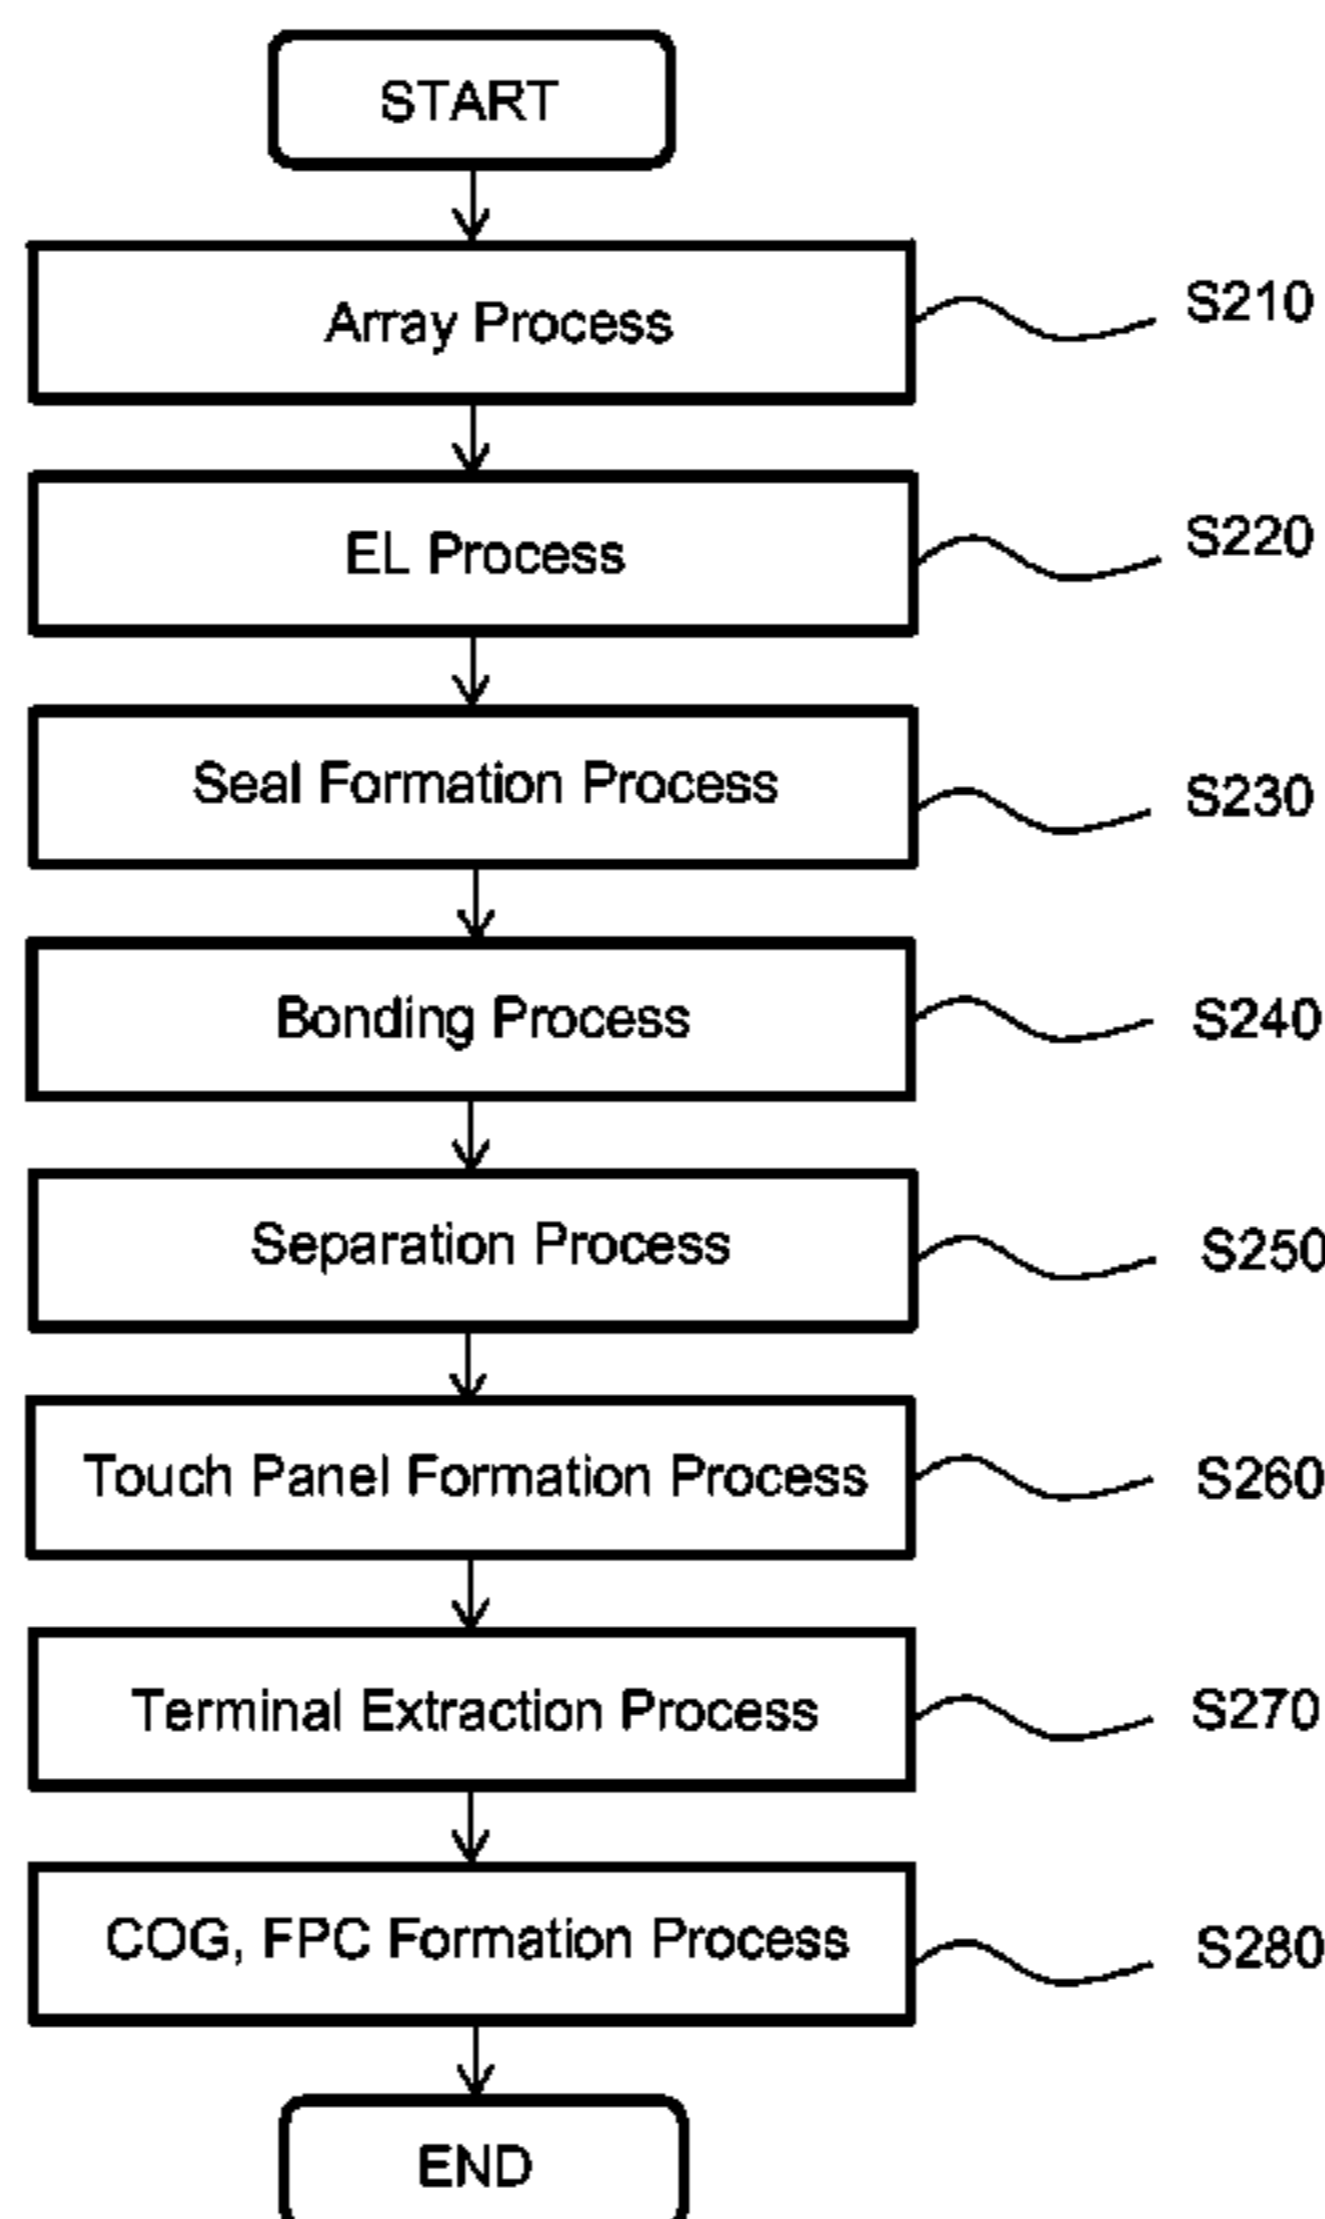 START
Array Process
S210
EL Process
S220
Seal Formation Process
S230
Bonding Process
S240
Separation Process
S250
Touch Panel Formation Process
S260
Terminal Extraction Process
S270
COG, FPC Formation Process
S280
END